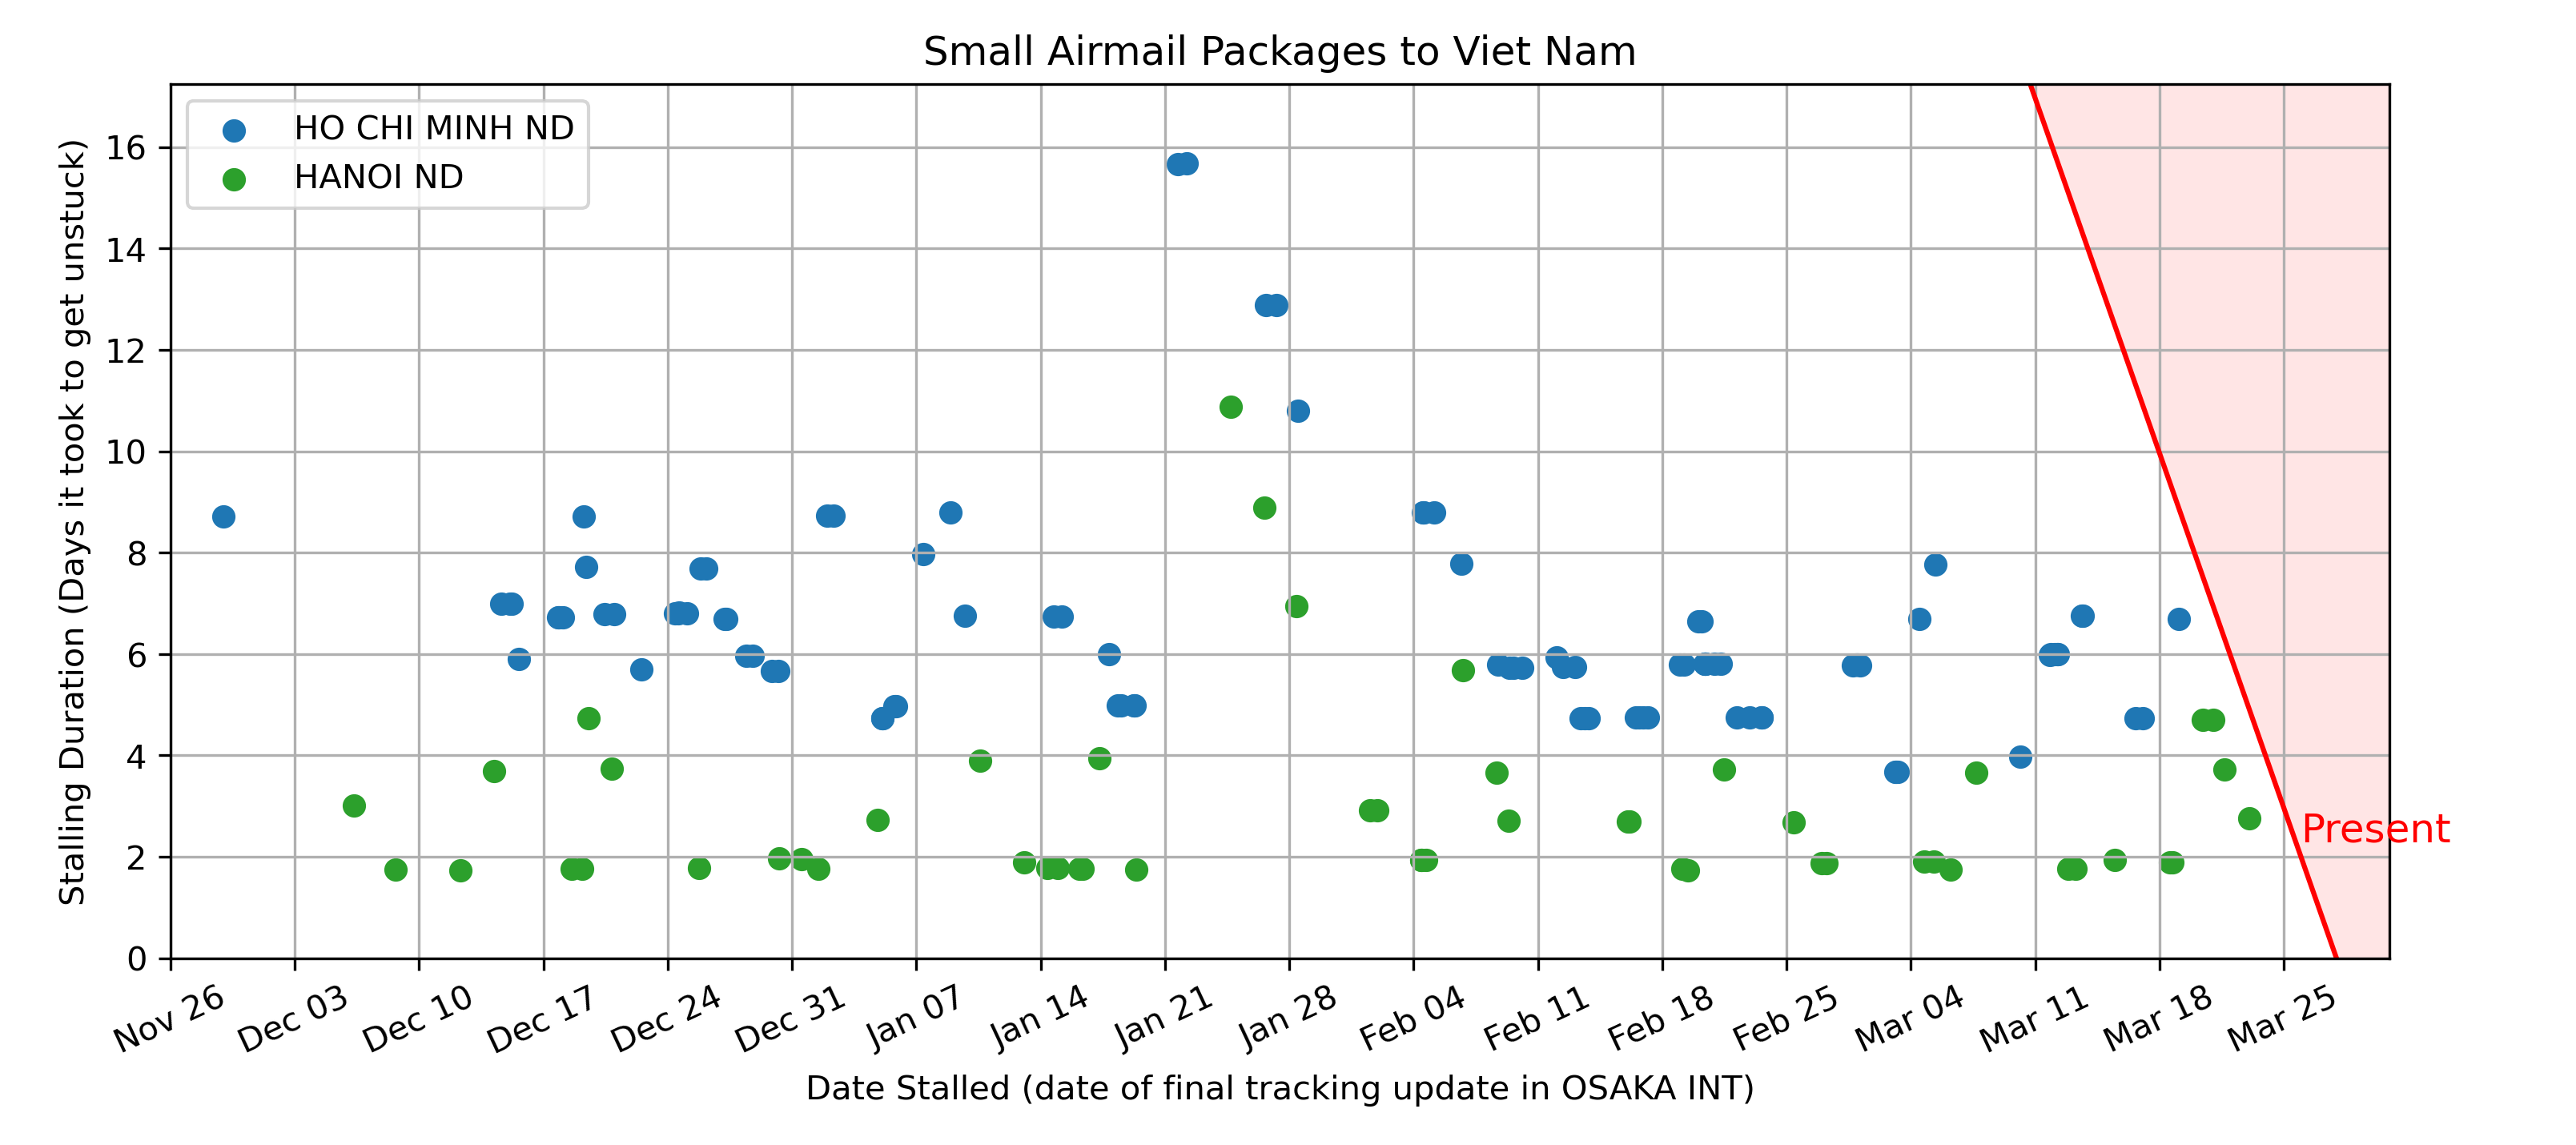 Small Airmail Packages to Viet Nam
HO CHI MINH ND
HANOI ND
Stalling Duration (Days it took to get unstuck)
16
14
12
10
8
6
4
2
0
Present
Nov 26
Dec 03
Dec 10
Dec 17
Dec 24
Dec 31
Jan 07
Jan 14
Jan 21
Jan 28
Feb 04
Feb 11
Feb 18
Feb 25
Mar 04
Mar 11
Mar 18
Mar 25
Date Stalled (date of final tracking update in OSAKA INT)